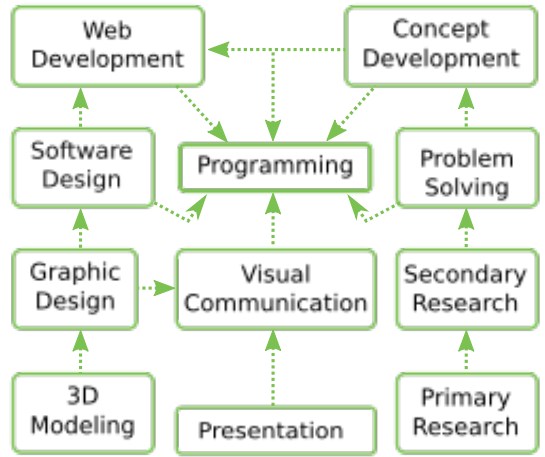 Web
Development
Concept
Development
Software
Design
Programming
Problem
Solving
Graphic
Design
Visual
Communication
Secondary
Research
3D
Modeling
Presentation
Primary
Research